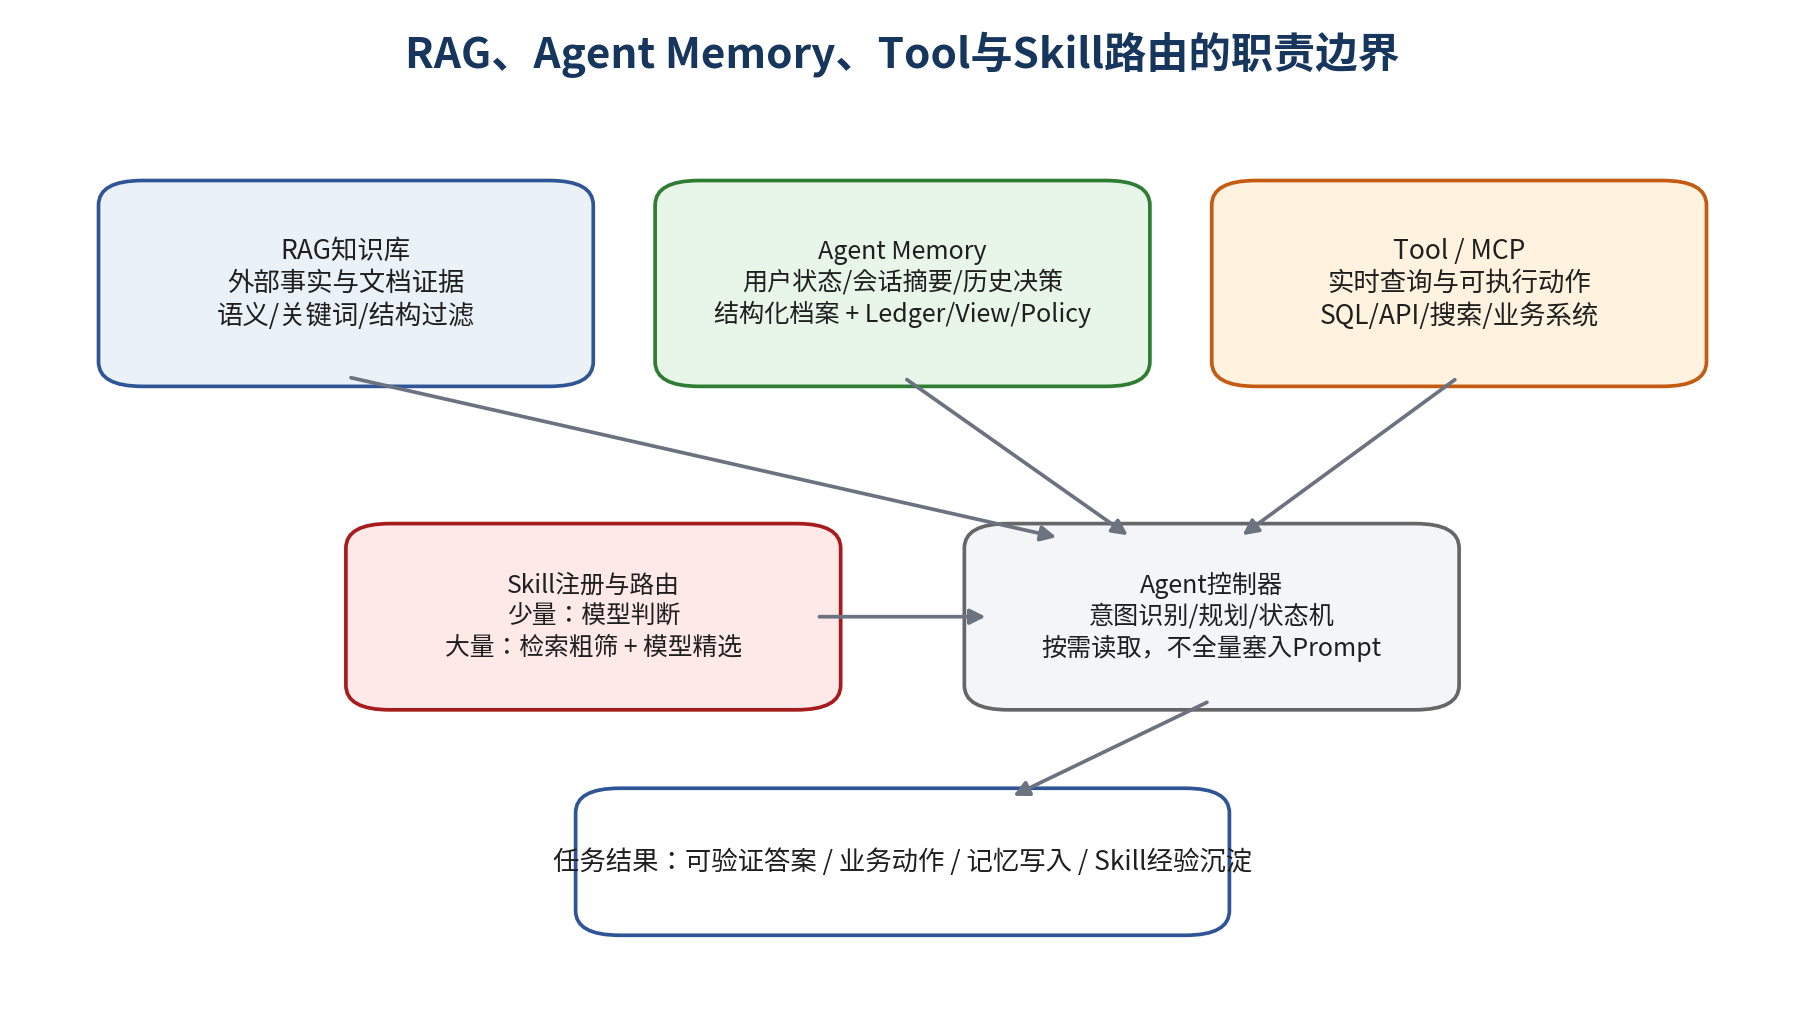 RAG、Agent Memory、Tool与Skill路由的职责边界
RAG知识库
外部事实与文档证据
语义/关键词/结构过滤
Agent Memory
用户状态/会话摘要/历史决策
结构化档案 + Ledger/View/Policy
Tool / MCP
实时查询与可执行动作
SQL/API/搜索/业务系统
Skill注册与路由
少量：模型判断
大量：检索粗筛 + 模型精选
Agent控制器
意图识别/规划/状态机
按需读取，不全量塞入Prompt
任务结果：可验证答案 / 业务动作 / 记忆写入 / Skill经验沉淀